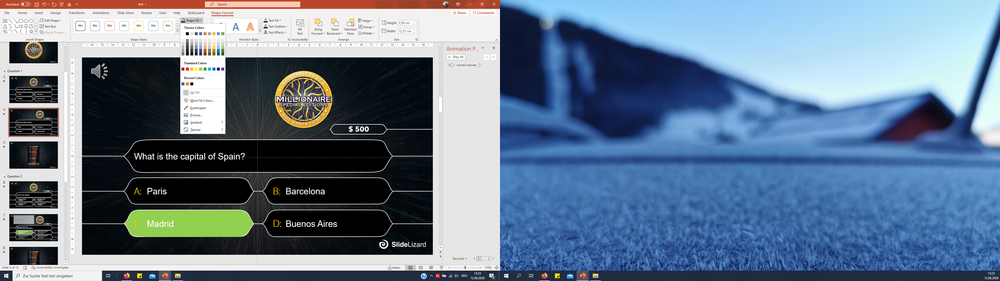 AutoSave Off
test
Search
File Home Insert Design Transitions Animations Slide Show Review View Help SlideLizard Shape Format
Share Comments
Edit Shape
Text Box
Merge Shapes
Insert Shapes
Abc Abc Abc Abc Abc Abc Abc
Shape Styles
Shape Fill
Theme Colors
Standard Colors
Recent Colors
No Fill
More Fill Colors...
Eyedropper
Picture...
Gradient
Texture
A A
Text Fill
Text Outline
Text Effects
WordArt Styles
Alt
Text
Accessibility
Bring
Forward
Send
Backward
Selection
Pane
Align
Group
Rotate
Arrange
Height: 2,58 cm
Width: 12,57 cm
Size
Question 1
3
4
5
Question 2
6
7
8
WHO WANTS TO BE A
MILLIONAIRE
SPECIAL EDITIONS
WHO WANTS TO BE A
$ 500
What is the capital of Spain?
A: Paris
B: Barcelona
C: Madrid
D: Buenos Aires
SlideLizard
Animation P...
Play All
0 correct answer
Seconds
0 2
Slide 4 of 12
Accessibility: Investigate
Notes
106%
Zur Suche Text hier eingeben
DEU
13:23
12.06.2020
6
13:23
12.06.2020